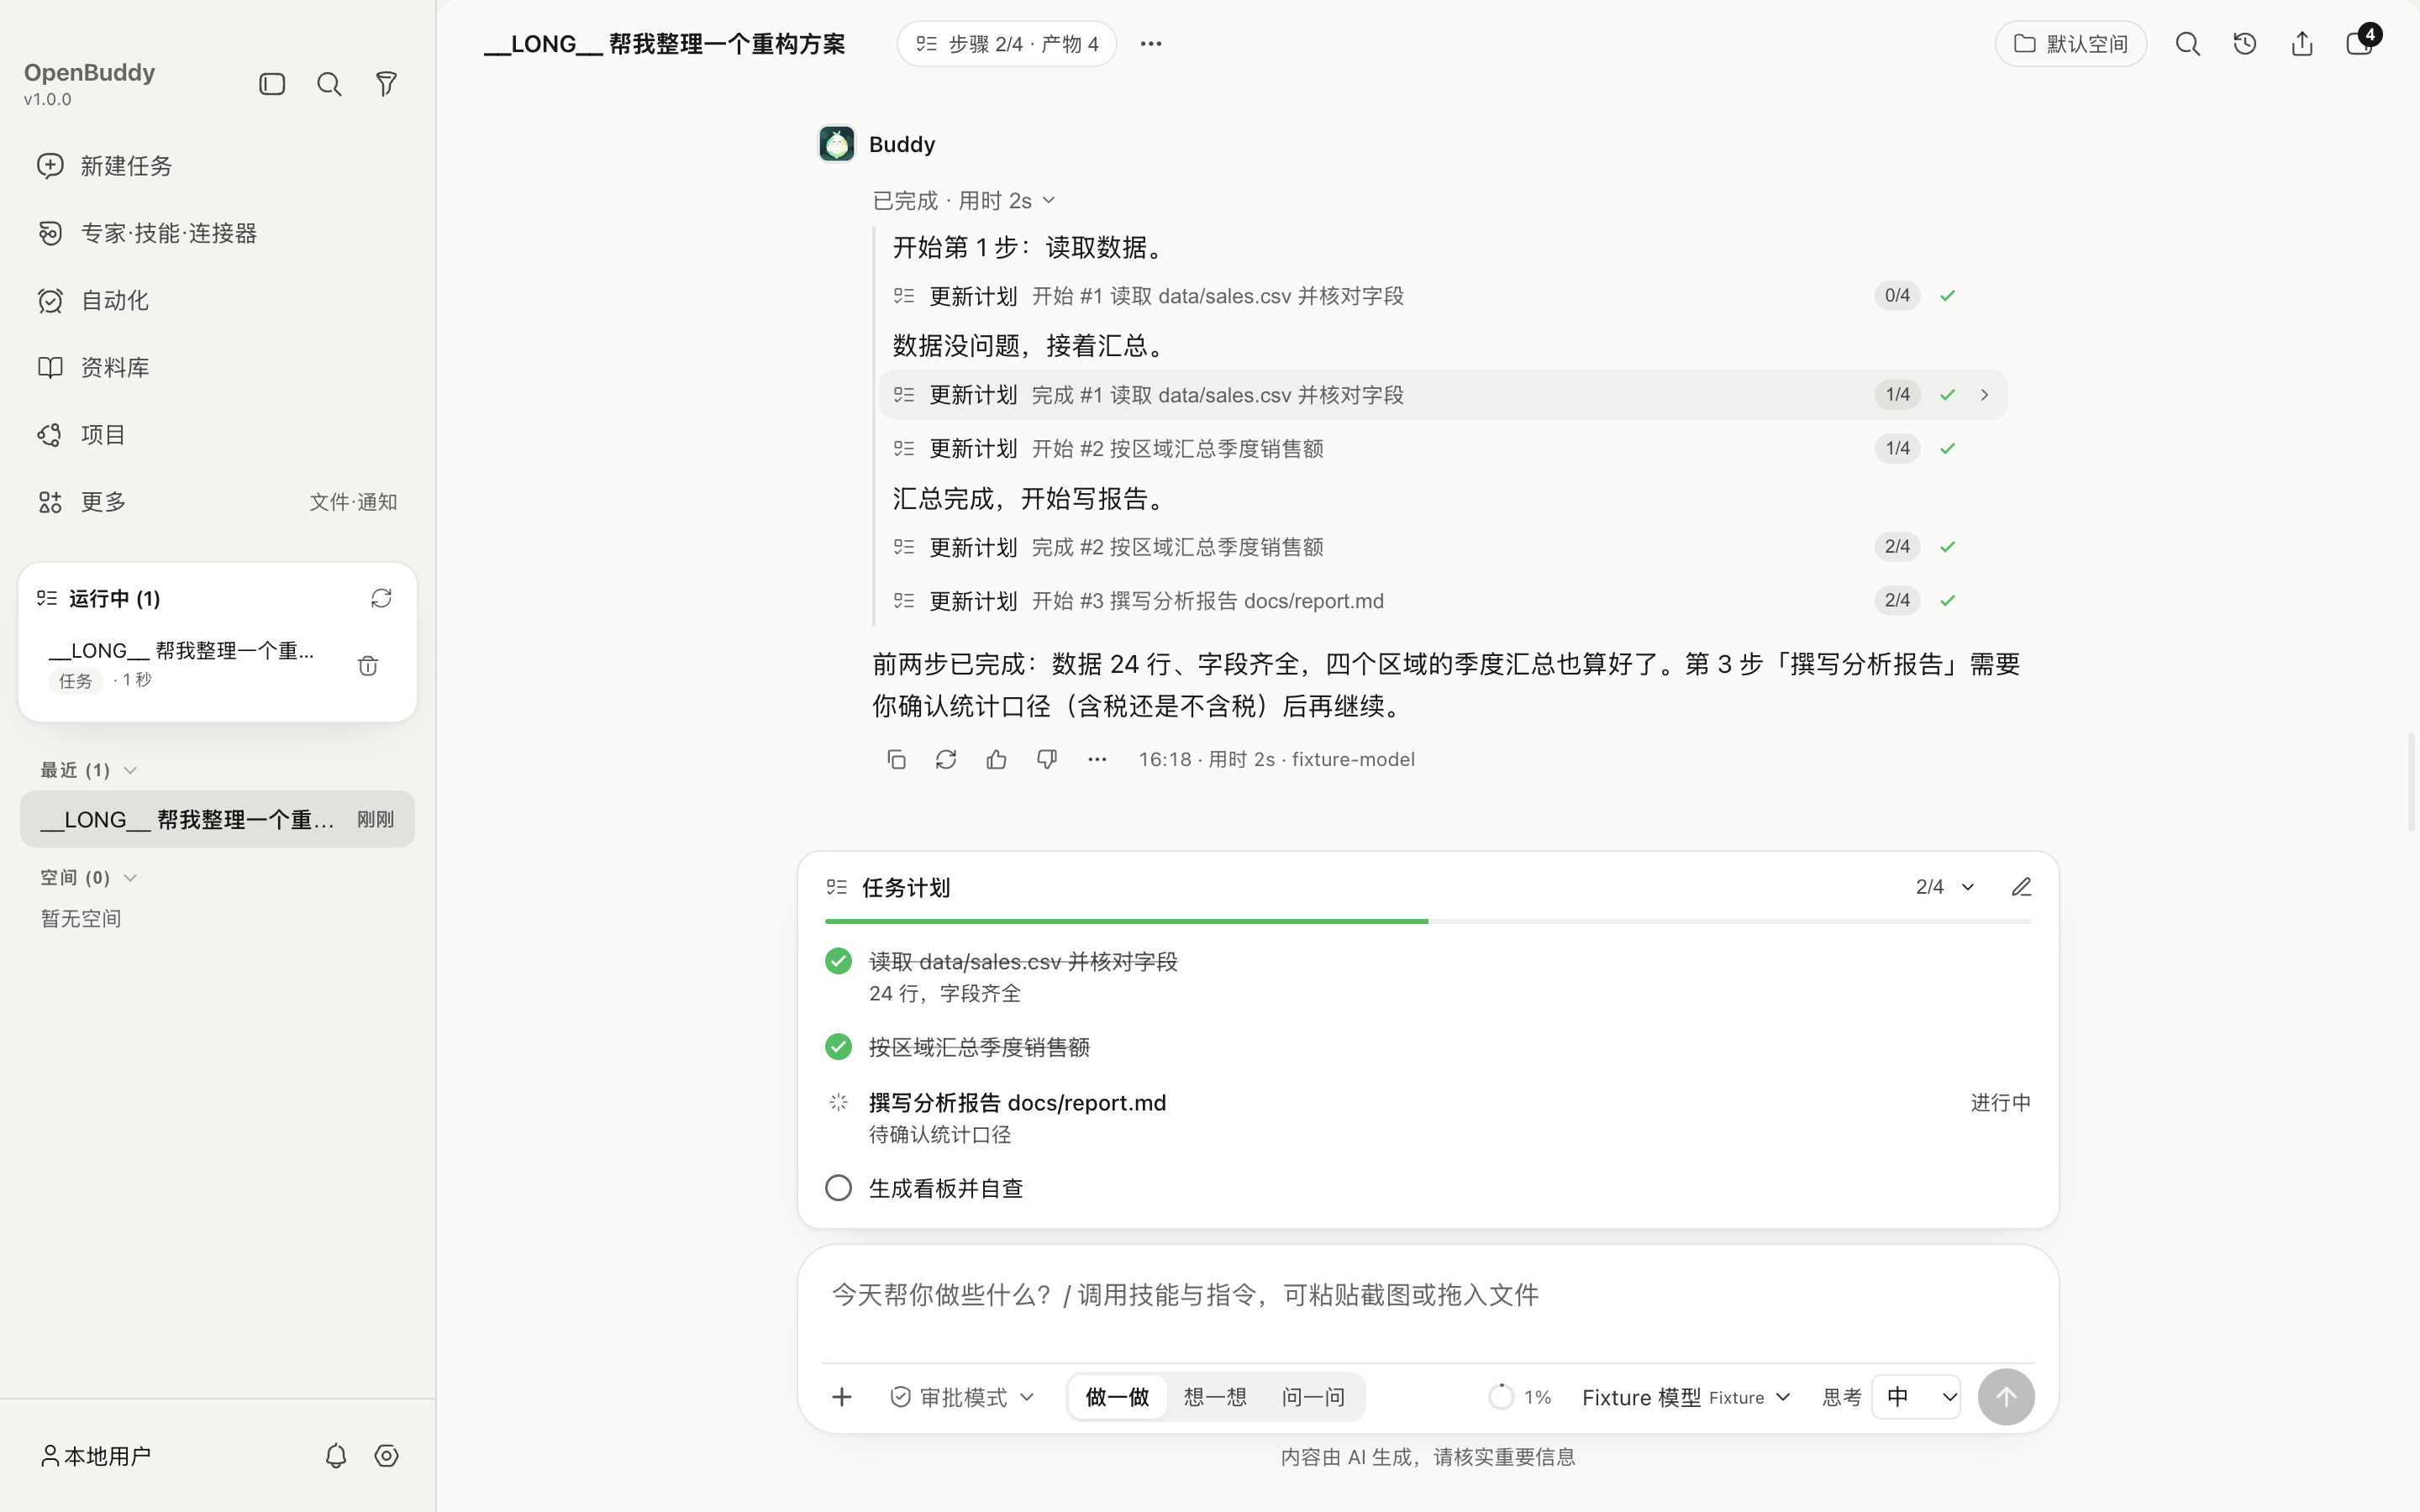 OpenBuddy
v1.0.0
新建任务
专家·技能·连接器
自动化
资料库
项目
更多 文件·通知
运行中 (1)
__LONG__ 帮我整理一个重...
任务 · 1 秒
最近 (1)
__LONG__ 帮我整理一个重... 刚刚
空间 (0)
暂无空间
本地用户
__LONG__ 帮我整理一个重构方案 步骤 2/4 · 产物 4 默认空间 4
Buddy
已完成 · 用时 2s
开始第 1 步：读取数据。
更新计划 开始 #1 读取 data/sales.csv 并核对字段 0/4
数据没问题，接着汇总。
更新计划 完成 #1 读取 data/sales.csv 并核对字段 1/4
更新计划 开始 #2 按区域汇总季度销售额 1/4
汇总完成，开始写报告。
更新计划 完成 #2 按区域汇总季度销售额 2/4
更新计划 开始 #3 撰写分析报告 docs/report.md 2/4
前两步已完成：数据 24 行、字段齐全，四个区域的季度汇总也算好了。第 3 步「撰写分析报告」需要
你确认统计口径（含税还是不含税）后再继续。
16:18 · 用时 2s · fixture-model
任务计划 2/4
读取 data/sales.csv 并核对字段
24 行，字段齐全
按区域汇总季度销售额
撰写分析报告 docs/report.md 进行中
待确认统计口径
生成看板并自查
今天帮你做些什么？/ 调用技能与指令，可粘贴截图或拖入文件
审批模式 做一做 想一想 问一问 1% Fixture 模型 Fixture 思考 中
内容由 AI 生成，请核实重要信息